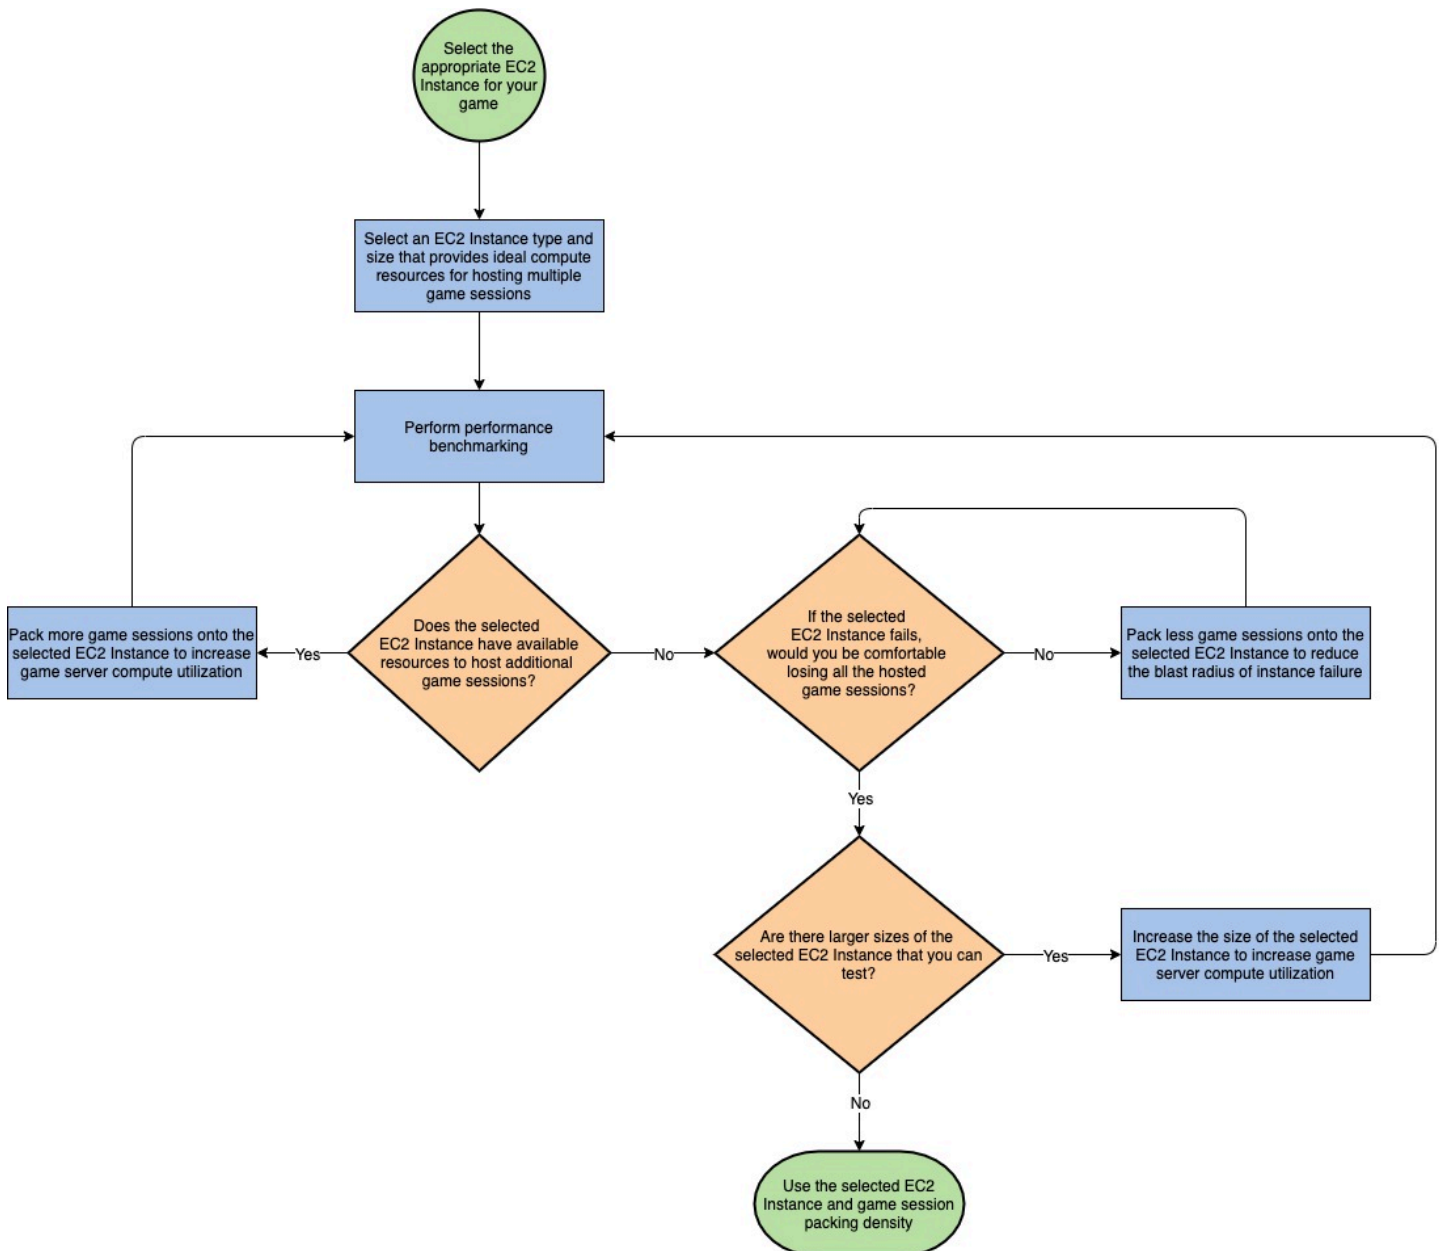 Select the
appropriate EC2
Instance for your
game
Select an EC2 Instance type and
size that provides ideal compute
resources for hosting multiple
game sessions
Perform performance
benchmarking
Pack more game sessions onto the
selected EC2 Instance to increase
game server compute utilization
Yes
Does the selected
EC2 Instance have available
resources to host additional
game sessions?
No
If the selected
EC2 Instance fails,
would you be comfortable
losing all the hosted
game sessions?
No
Pack less game sessions onto the
selected EC2 Instance to reduce
the blast radius of instance failure
Yes
Are there larger sizes of the
selected EC2 Instance that you can
test?
Yes
Increase the size of the selected
EC2 Instance to increase game
server compute utilization
No
Use the selected EC2
Instance and game session
packing density